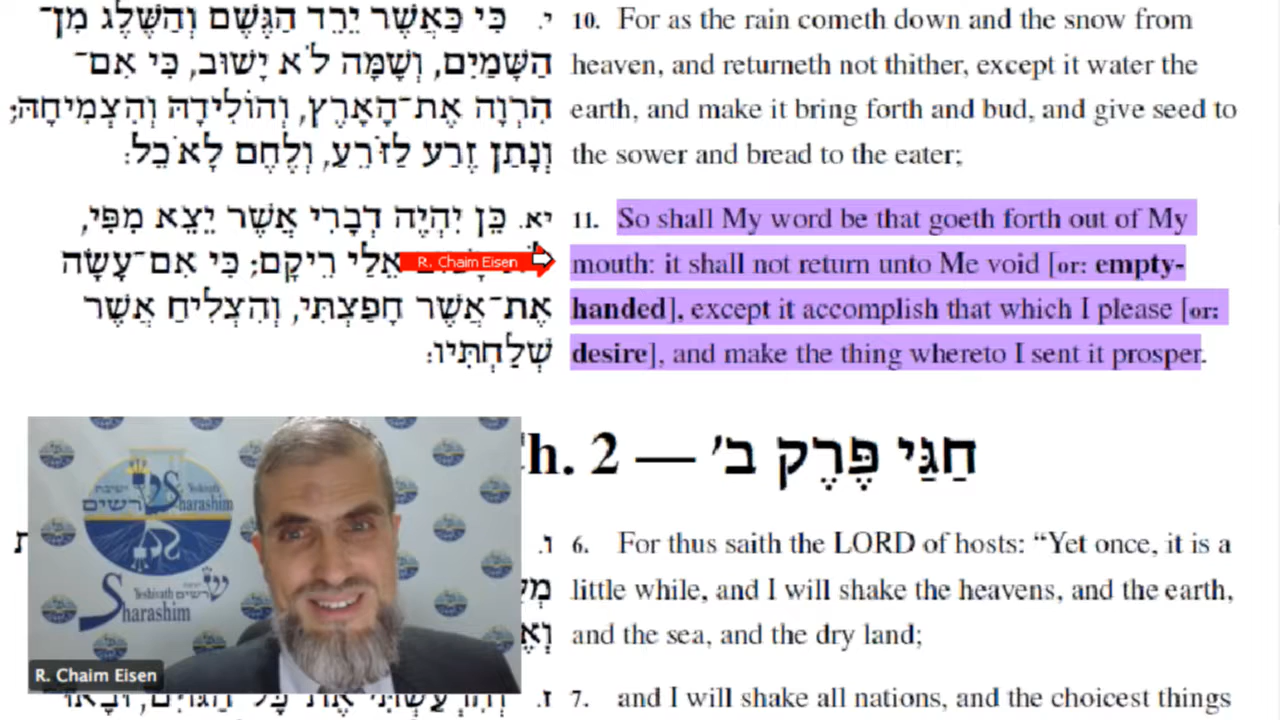 י. כִּי כַּאֲשֶׁר יֵרֵד הַגֶּשֶׁם וְהַשֶּׁלֶג מִן־
הַשָּׁמַיִם, וְשָׁמָּה לֹא יָשׁוּב, כִּי אִם־
הִרְוָה אֶת־הָאָרֶץ, וְהוֹלִידָהּ וְהִצְמִיחָהּ;
וְנָתַן זֶרַע לַזֹּרֵעַ, וְלֶחֶם לָאֹכֵל:
10. For as the rain cometh down and the snow from
heaven, and returneth not thither, except it water the
earth, and make it bring forth and bud, and give seed to
the sower and bread to the eater;
יא. כֵּן יִהְיֶה דְבָרִי אֲשֶׁר יֵצֵא מִפִּי,
אֵלַי רֵיקָם; כִּי אִם־עָשָׂה
אֶת־אֲשֶׁר חָפַצְתִּי, וְהִצְלִיחַ אֲשֶׁר
שְׁלַחְתִּיו:
R. Chaim Eisen
11. So shall My word be that goeth forth out of My
mouth: it shall not return unto Me void [or: empty-
handed], except it accomplish that which I please [or:
desire], and make the thing whereto I sent it prosper.
Ch. 2 — חַגַּי פֶּרֶק ב׳
ו.
6. For thus saith the LORD of hosts: “Yet once, it is a
little while, and I will shake the heavens, and the earth,
and the sea, and the dry land;
ז.
7. and I will shake all nations, and the choicest things
ישיבת
שרשים
Yeshivath
Sharashim
Yeshivath שרשים
Sharashim
R. Chaim Eisen